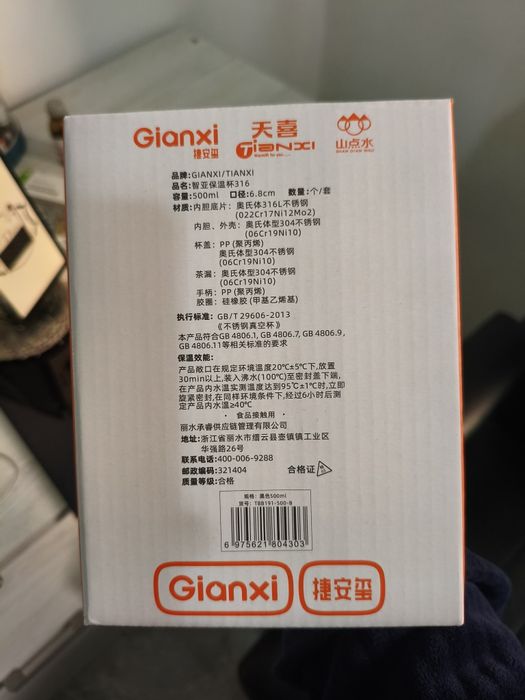 Gianxi
捷安玺
天喜
TiANXI
山点水
品牌:GIANXI/TIANXI
品名:智亚保温杯316
容量:500ml 口径:6.8cm 数量:个/套
材质:内胆底片:奥氏体316L不锈钢
(022Cr17Ni12Mo2)
内胆、外壳:奥氏体型304不锈钢
(06Cr19Ni10)
杯盖:PP(聚丙烯)
奥氏体型304不锈钢
(06Cr19Ni10)
茶漏:奥氏体型304不锈钢
(06Cr19Ni10)
手柄:PP(聚丙烯)
胶圈:硅橡胶(甲基乙烯基)
执行标准:GB/T 29606-2013
《不锈钢真空杯》
本产品符合GB 4806.1, GB 4806.7, GB 4806.9,
GB 4806.11等相关标准的要求
保温效能:
产品敞口在规定环境温度20℃±5℃下,放置
30min以上,装入沸水(100℃)至密封盖下端,
在产品内水温实测温度达到95℃±1℃时,立即
旋紧密封,在同样环境条件下,经过6小时后测
定产品内水温≥40℃
· 食品接触用 ·
丽水承睿供应链管理有限公司
地址:浙江省丽水市缙云县壶镇镇工业区
华强路26号
联系电话:400-006-9288
邮政编码:321404
合格证
质量等级:合格
规格:黑色500ml
货号:TBB191-500-B
6 975621 804303
Gianxi 捷安玺